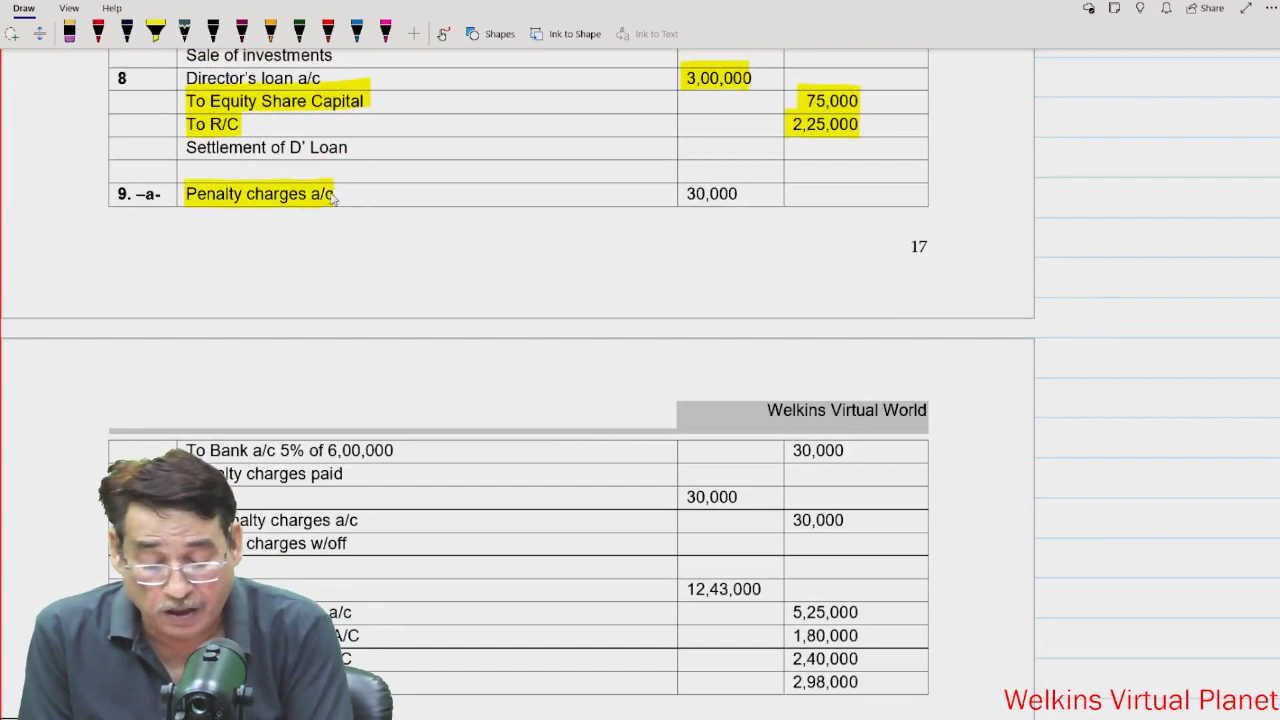 Draw View Help
Shapes Ink to Shape Ink to Text Share
Sale of investments
8 Director's loan a/c 3,00,000
To Equity Share Capital 75,000
To R/C 2,25,000
Settlement of D' Loan
9. –a- Penalty charges a/c 30,000
17
Welkins Virtual World
To Bank a/c 5% of 6,00,000 30,000
charges paid
30,000
charges a/c 30,000
charges w/off
12,43,000
a/c 5,25,000
A/C 1,80,000
2,40,000
2,98,000
Welkins Virtual Planet